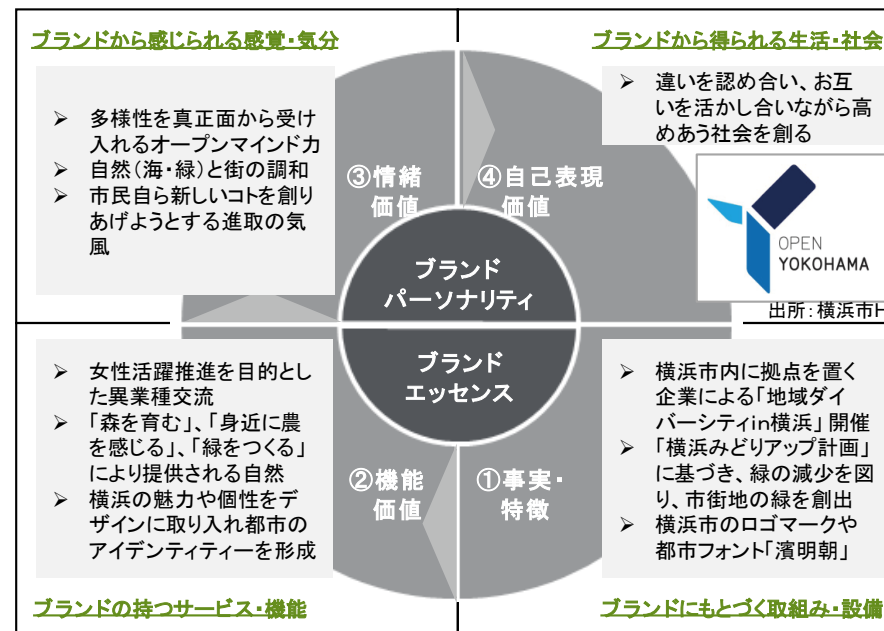 ブランドから感じられる感覚・気分
➢ 多様性を真正面から受け
入れるオープンマインド力
➢ 自然（海・緑）と街の調和
➢ 市民自ら新しいコトを創り
あげようとする進取の気
風
③情緒
価値
ブランドから得られる生活・社会
➢ 違いを認め合い、お互
いを活かし合いながら高
めあう社会を創る
④自己表現
価値
OPEN
YOKOHAMA
出所：横浜市H
ブランド
パーソナリティ
ブランド
エッセンス
➢ 女性活躍推進を目的とし
た異業種交流
➢ 「森を育む」、「身近に農
を感じる」、「緑をつくる」
により提供される自然
➢ 横浜の魅力や個性をデ
ザインに取り入れ都市の
アイデンティティーを形成
②機能
価値
ブランドの持つサービス・機能
①事実・
特徴
➢ 横浜市内に拠点を置く
企業による「地域ダイ
バーシティin横浜」開催
➢ 「横浜みどりアップ計画」
に基づき、緑の減少を図
り、市街地の緑を創出
➢ 横浜市のロゴマークや
都市フォント「濱明朝」
ブランドにもとづく取組み・設備